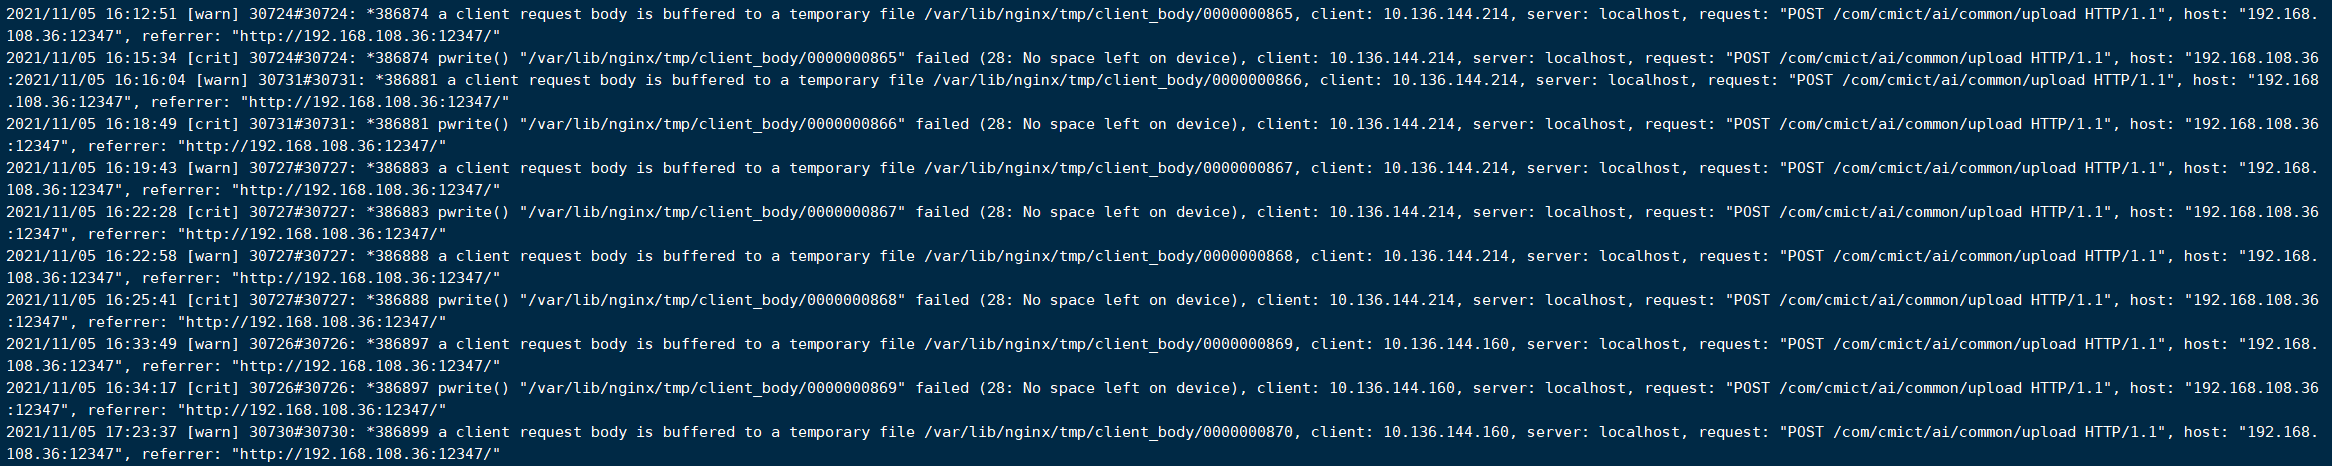 2021/11/05 16:12:51 [warn] 30724#30724: *386874 a client request body is buffered to a temporary file /var/lib/nginx/tmp/client_body/0000000865, client: 10.136.144.214, server: localhost, request: "POST /com/cmict/ai/common/upload HTTP/1.1", host: "192.168.
108.36:12347", referrer: "http://192.168.108.36:12347/"
2021/11/05 16:15:34 [crit] 30724#30724: *386874 pwrite() "/var/lib/nginx/tmp/client_body/0000000865" failed (28: No space left on device), client: 10.136.144.214, server: localhost, request: "POST /com/cmict/ai/common/upload HTTP/1.1", host: "192.168.108.36
:2021/11/05 16:16:04 [warn] 30731#30731: *386881 a client request body is buffered to a temporary file /var/lib/nginx/tmp/client_body/0000000866, client: 10.136.144.214, server: localhost, request: "POST /com/cmict/ai/common/upload HTTP/1.1", host: "192.168
.108.36:12347", referrer: "http://192.168.108.36:12347/"
2021/11/05 16:18:49 [crit] 30731#30731: *386881 pwrite() "/var/lib/nginx/tmp/client_body/0000000866" failed (28: No space left on device), client: 10.136.144.214, server: localhost, request: "POST /com/cmict/ai/common/upload HTTP/1.1", host: "192.168.108.36
:12347", referrer: "http://192.168.108.36:12347/"
2021/11/05 16:19:43 [warn] 30727#30727: *386883 a client request body is buffered to a temporary file /var/lib/nginx/tmp/client_body/0000000867, client: 10.136.144.214, server: localhost, request: "POST /com/cmict/ai/common/upload HTTP/1.1", host: "192.168.
108.36:12347", referrer: "http://192.168.108.36:12347/"
2021/11/05 16:22:28 [crit] 30727#30727: *386883 pwrite() "/var/lib/nginx/tmp/client_body/0000000867" failed (28: No space left on device), client: 10.136.144.214, server: localhost, request: "POST /com/cmict/ai/common/upload HTTP/1.1", host: "192.168.108.36
:12347", referrer: "http://192.168.108.36:12347/"
2021/11/05 16:22:58 [warn] 30727#30727: *386888 a client request body is buffered to a temporary file /var/lib/nginx/tmp/client_body/0000000868, client: 10.136.144.214, server: localhost, request: "POST /com/cmict/ai/common/upload HTTP/1.1", host: "192.168.
108.36:12347", referrer: "http://192.168.108.36:12347/"
2021/11/05 16:25:41 [crit] 30727#30727: *386888 pwrite() "/var/lib/nginx/tmp/client_body/0000000868" failed (28: No space left on device), client: 10.136.144.214, server: localhost, request: "POST /com/cmict/ai/common/upload HTTP/1.1", host: "192.168.108.36
:12347", referrer: "http://192.168.108.36:12347/"
2021/11/05 16:33:49 [warn] 30726#30726: *386897 a client request body is buffered to a temporary file /var/lib/nginx/tmp/client_body/0000000869, client: 10.136.144.160, server: localhost, request: "POST /com/cmict/ai/common/upload HTTP/1.1", host: "192.168.
108.36:12347", referrer: "http://192.168.108.36:12347/"
2021/11/05 16:34:17 [crit] 30726#30726: *386897 pwrite() "/var/lib/nginx/tmp/client_body/0000000869" failed (28: No space left on device), client: 10.136.144.160, server: localhost, request: "POST /com/cmict/ai/common/upload HTTP/1.1", host: "192.168.108.36
:12347", referrer: "http://192.168.108.36:12347/"
2021/11/05 17:23:37 [warn] 30730#30730: *386899 a client request body is buffered to a temporary file /var/lib/nginx/tmp/client_body/0000000870, client: 10.136.144.160, server: localhost, request: "POST /com/cmict/ai/common/upload HTTP/1.1", host: "192.168.
108.36:12347", referrer: "http://192.168.108.36:12347/"